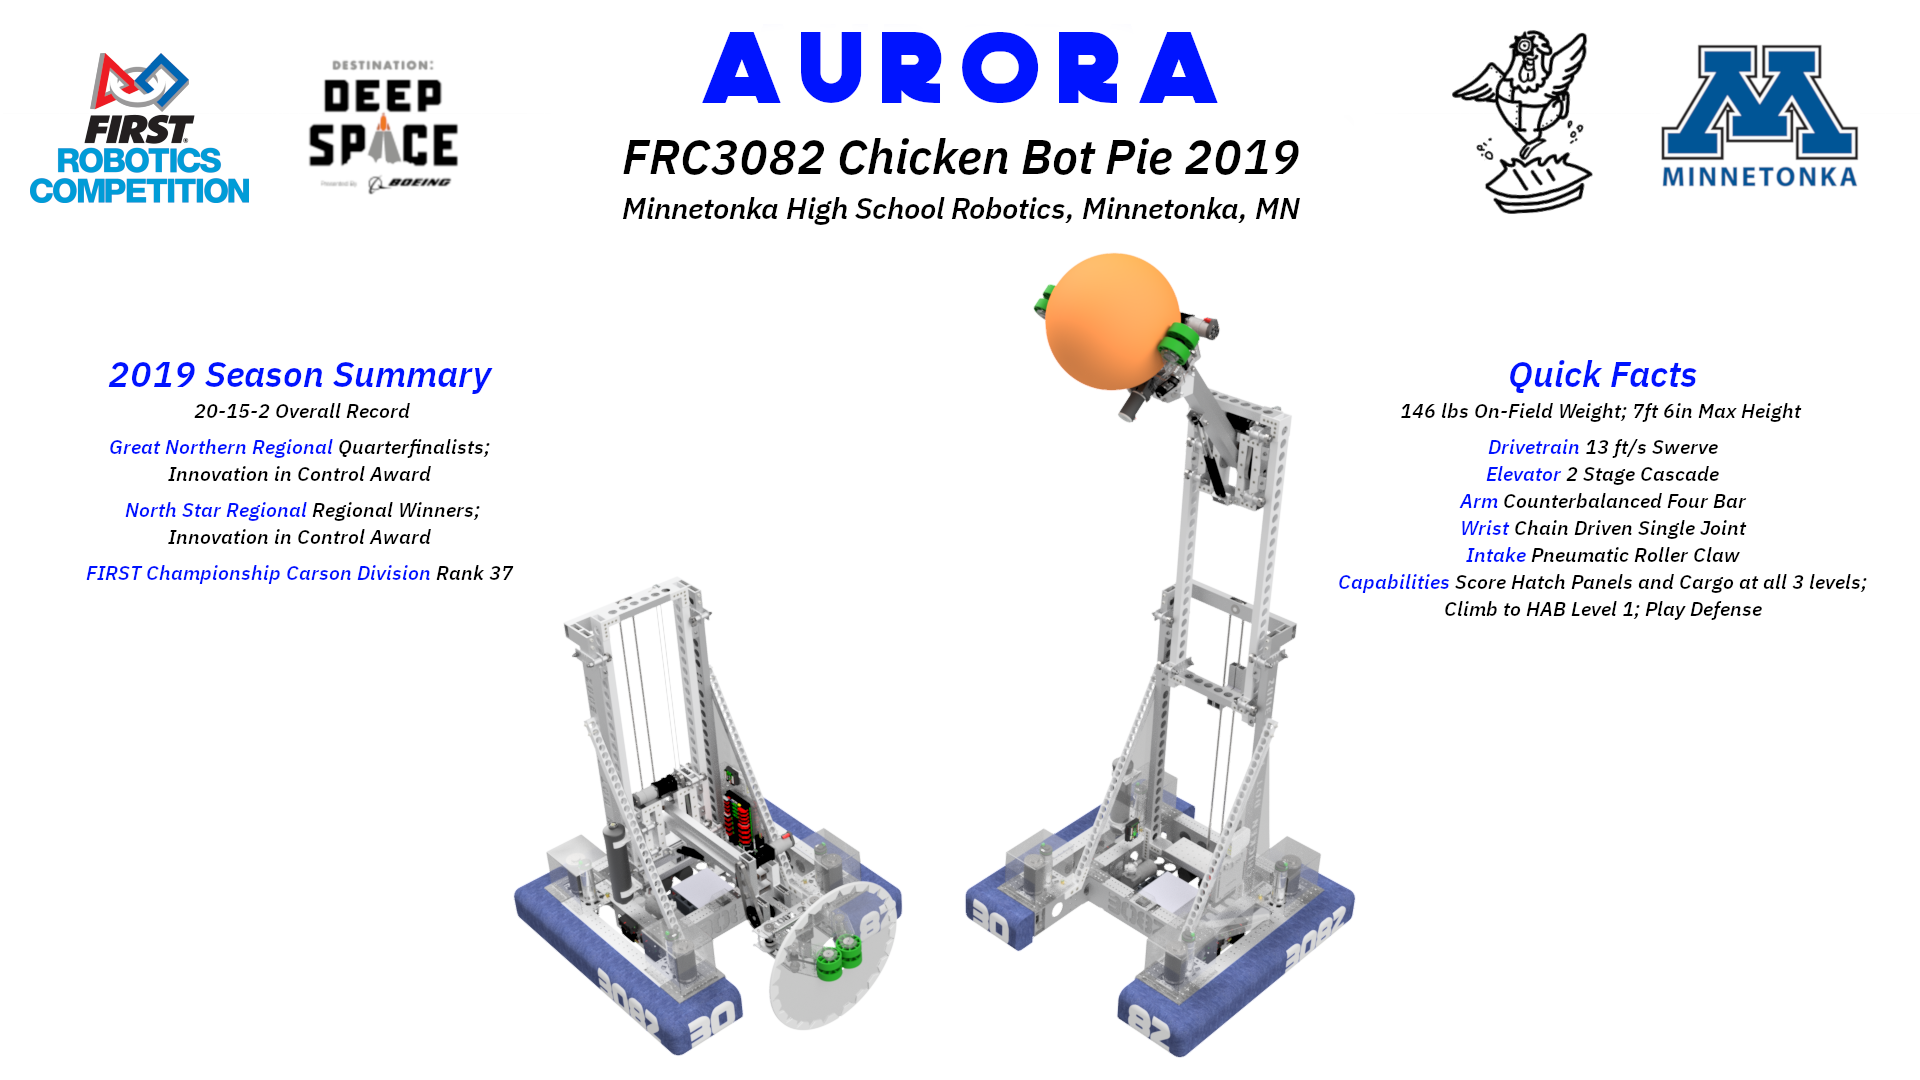 AURORA
FRC3082 Chicken Bot Pie 2019
Minnetonka High School Robotics, Minnetonka, MN
FIRST
ROBOTICS
COMPETITION
DESTINATION:
DEEP
SPACE
Presented By BOEING
MINNETONKA
2019 Season Summary
20-15-2 Overall Record
Great Northern Regional Quarterfinalists;
Innovation in Control Award
North Star Regional Regional Winners;
Innovation in Control Award
FIRST Championship Carson Division Rank 37
Quick Facts
146 lbs On-Field Weight; 7ft 6in Max Height
Drivetrain 13 ft/s Swerve
Elevator 2 Stage Cascade
Arm Counterbalanced Four Bar
Wrist Chain Driven Single Joint
Intake Pneumatic Roller Claw
Capabilities Score Hatch Panels and Cargo at all 3 levels;
Climb to HAB Level 1; Play Defense
3082
30
82
30
82
3082